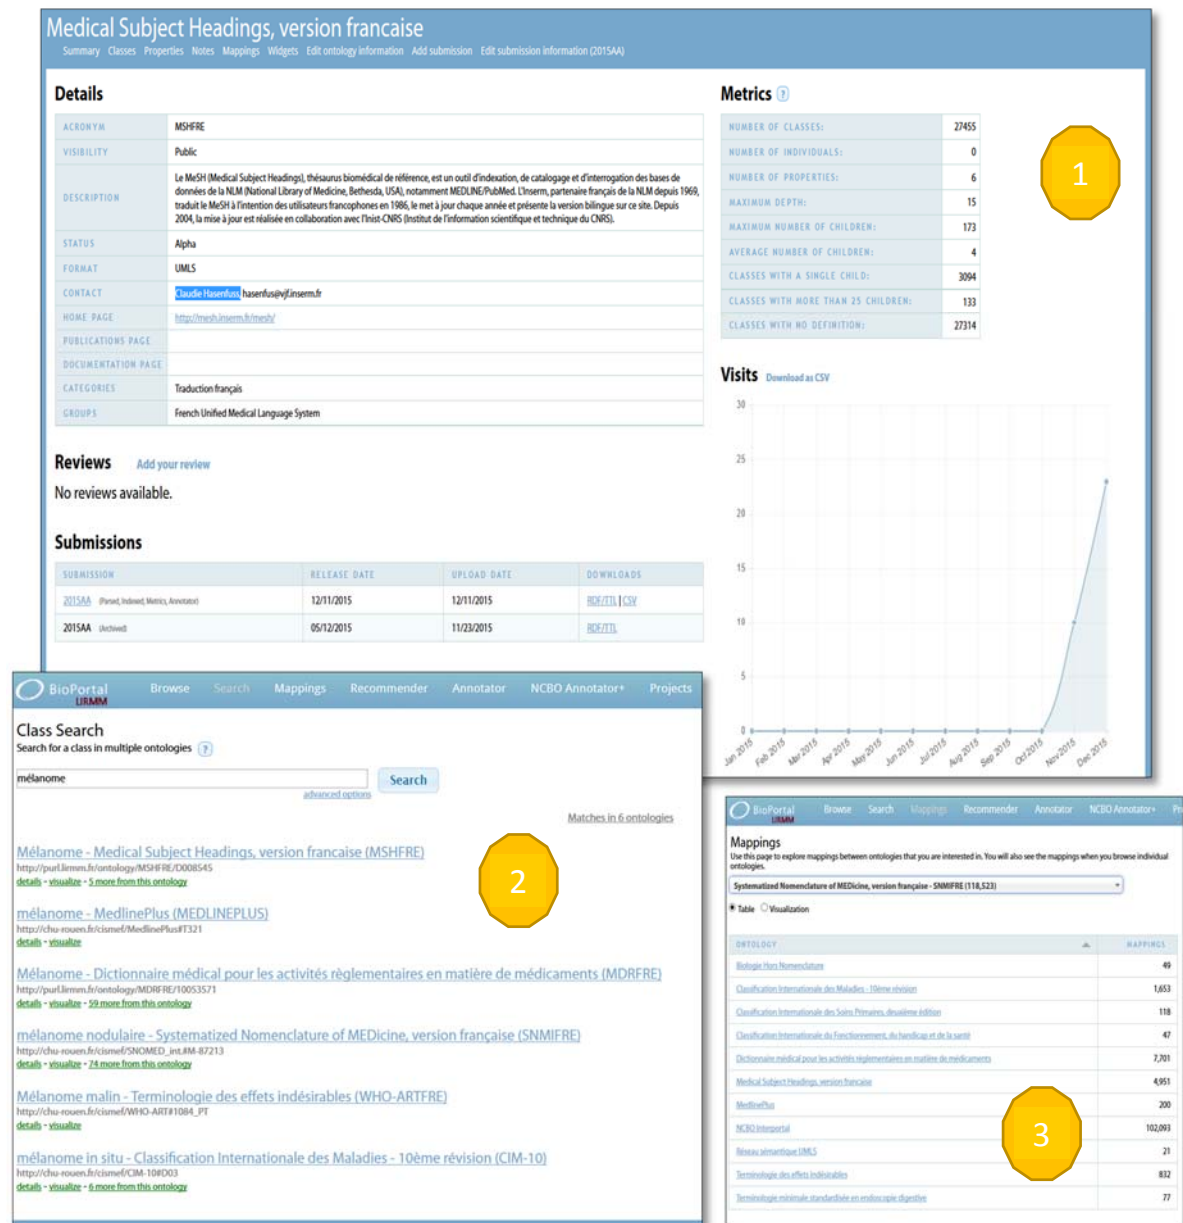 Medical Subject Headings, version francaise
Summary Classes Properties Notes Mappings Widgets Edit ontology information Add submission Edit submission information (2015AA)
Details
ACRONYM MSHFRE
VISIBILITY Public
DESCRIPTION
Le MeSH (Medical Subject Headings), thésaurus biomédical de référence, est un outil d'indexation, de catalogage et d'interrogation des bases de
données de la NLM (National Library of Medicine, Bethesda, USA), notamment MEDLINE/PubMed. L'Inserm, partenaire français de la NLM depuis 1969,
traduit le MeSH à l'intention des utilisateurs francophones en 1986, le met à jour chaque année et présente la version bilingue sur ce site. Depuis
2004, la mise à jour est réalisée en collaboration avec l'Inist-CNRS (Institut de l'information scientifique et technique du CNRS).
STATUS Alpha
FORMAT UMLS
CONTACT Claudie Hasenfuss, hasenfus@vjf.inserm.fr
HOME PAGE http://mesh.inserm.fr/mesh/
PUBLICATIONS PAGE
DOCUMENTATION PAGE
CATEGORIES Traduction français
GROUPS French Unified Medical Language System
Reviews Add your review
No reviews available.
Submissions
SUBMISSION RELEASE DATE UPLOAD DATE DOWNLOADS
2015AA (Parsed, Indexed, Metrics, Annotator) 12/11/2015 12/11/2015 RDF/TTL | CSV
2015AA (Archived) 05/12/2015 11/23/2015 RDF/TTL
Metrics ?
NUMBER OF CLASSES: 27455
NUMBER OF INDIVIDUALS: 0
NUMBER OF PROPERTIES: 6
MAXIMUM DEPTH: 15
MAXIMUM NUMBER OF CHILDREN: 173
AVERAGE NUMBER OF CHILDREN: 4
CLASSES WITH A SINGLE CHILD: 3094
CLASSES WITH MORE THAN 25 CHILDREN: 133
CLASSES WITH NO DEFINITION: 27314
1
Visits Download as CSV
30
25
20
15
10
5
0
Jan 2015 Feb 2015 Mar 2015 Apr 2015 May 2015 Jun 2015 Jul 2015 Aug 2015 Sep 2015 Oct 2015 Nov 2015 Dec 2015
BioPortal Browse Search Mappings Recommender Annotator NCBO Annotator+ Projects
LIRMM
Class Search
Search for a class in multiple ontologies ?
mélanome Search
advanced options
Matches in 6 ontologies
Mélanome - Medical Subject Headings, version francaise (MSHFRE)
http://purl.lirmm.fr/ontology/MSHFRE/D008545
details - visualize - 5 more from this ontology
mélanome - MedlinePlus (MEDLINEPLUS)
http://chu-rouen.fr/cismef/MedlinePlus#T321
details - visualize
Mélanome - Dictionnaire médical pour les activités règlementaires en matière de médicaments (MDRFRE)
http://purl.lirmm.fr/ontology/MDRFRE/10053571
details - visualize - 59 more from this ontology
mélanome nodulaire - Systematized Nomenclature of MEDicine, version française (SNMIFRE)
http://chu-rouen.fr/cismef/SNOMED_int.#M-87213
details - visualize - 74 more from this ontology
Mélanome malin - Terminologie des effets indésirables (WHO-ARTFRE)
http://chu-rouen.fr/cismef/WHO-ART#1084_PT
details - visualize
mélanome in situ - Classification Internationale des Maladies - 10ème révision (CIM-10)
http://chu-rouen.fr/cismef/CIM-10#D03
details - visualize - 6 more from this ontology
2
BioPortal Browse Search Mappings Recommender Annotator NCBO Annotator+ Pr
LIRMM
Mappings
Use this page to explore mappings between ontologies that you are interested in. You will also see the mappings when you browse individual
ontologies.
Systematized Nomenclature of MEDicine, version française - SNMIFRE (118,523)
Table Visualization
ONTOLOGY MAPPINGS
Biologie Hors Nomenclature 49
Classification Internationale des Maladies - 10ème révision 1,653
Classification Internationale des Soins Primaires, deuxième édition 118
Classification Internationale du Fonctionnement, du handicap et de la santé 47
Dictionnaire médical pour les activités règlementaires en matière de médicaments 7,701
Medical Subject Headings, version francaise 4,951
MedlinePlus 200
NCBO Interportal 102,093
Réseau sémantique UMLS 21
Terminologie des effets indésirables 832
Terminologie minimale standardisée en endoscopie digestive 77
3